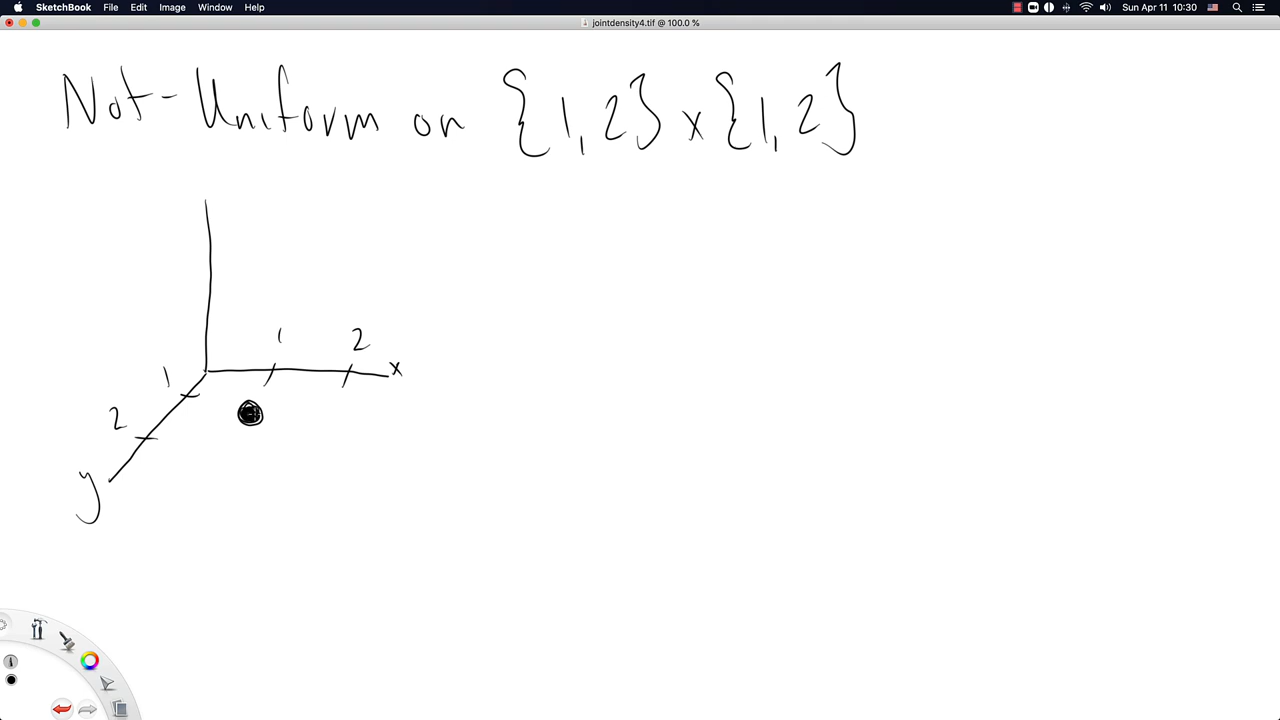 SketchBook File Edit Image Window Help Sun Apr 11 10:30
jointdensity4.tif @ 100.0 %
Not-Uniform on {1,2}x{1,2}
1 2
x
1
2
y